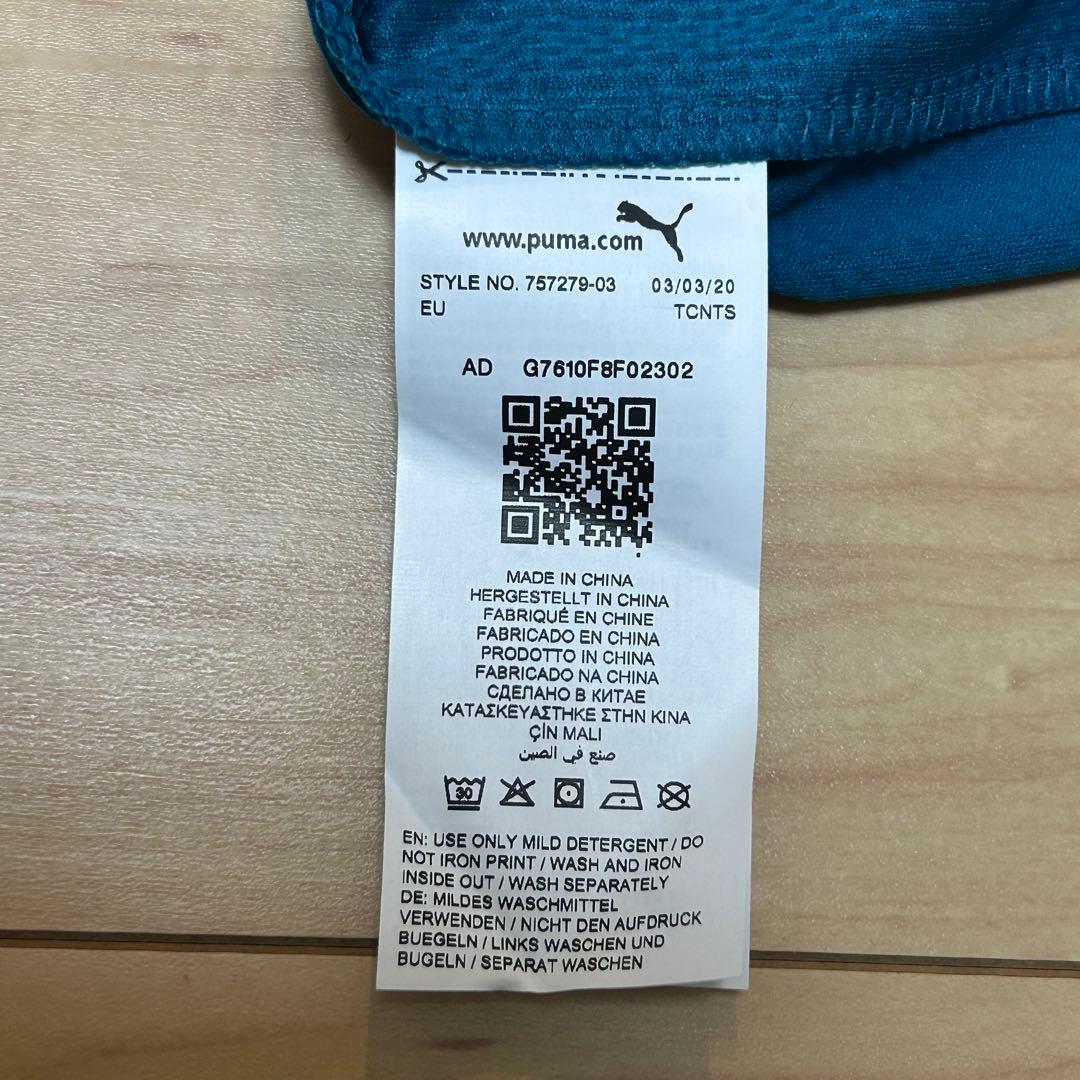 www.puma.com
STYLE NO. 757279-03 03/03/20
EU TCNTS
AD G7610F8F02302
MADE IN CHINA
HERGESTELLT IN CHINA
FABRIQUÉ EN CHINE
FABRICADO EN CHINA
PRODOTTO IN CHINA
FABRICADO NA CHINA
СДЕЛАНО В КИТАЕ
ΚΑΤΑΣΚΕΥΑΣΤΗΚΕ ΣΤΗΝ ΚΙΝΑ
ÇİN MALI
صنع في الصين
30
EN: USE ONLY MILD DETERGENT / DO
NOT IRON PRINT / WASH AND IRON
INSIDE OUT / WASH SEPARATELY
DE: MILDES WASCHMITTEL
VERWENDEN / NICHT DEN AUFDRUCK
BUEGELN / LINKS WASCHEN UND
BUGELN / SEPARAT WASCHEN